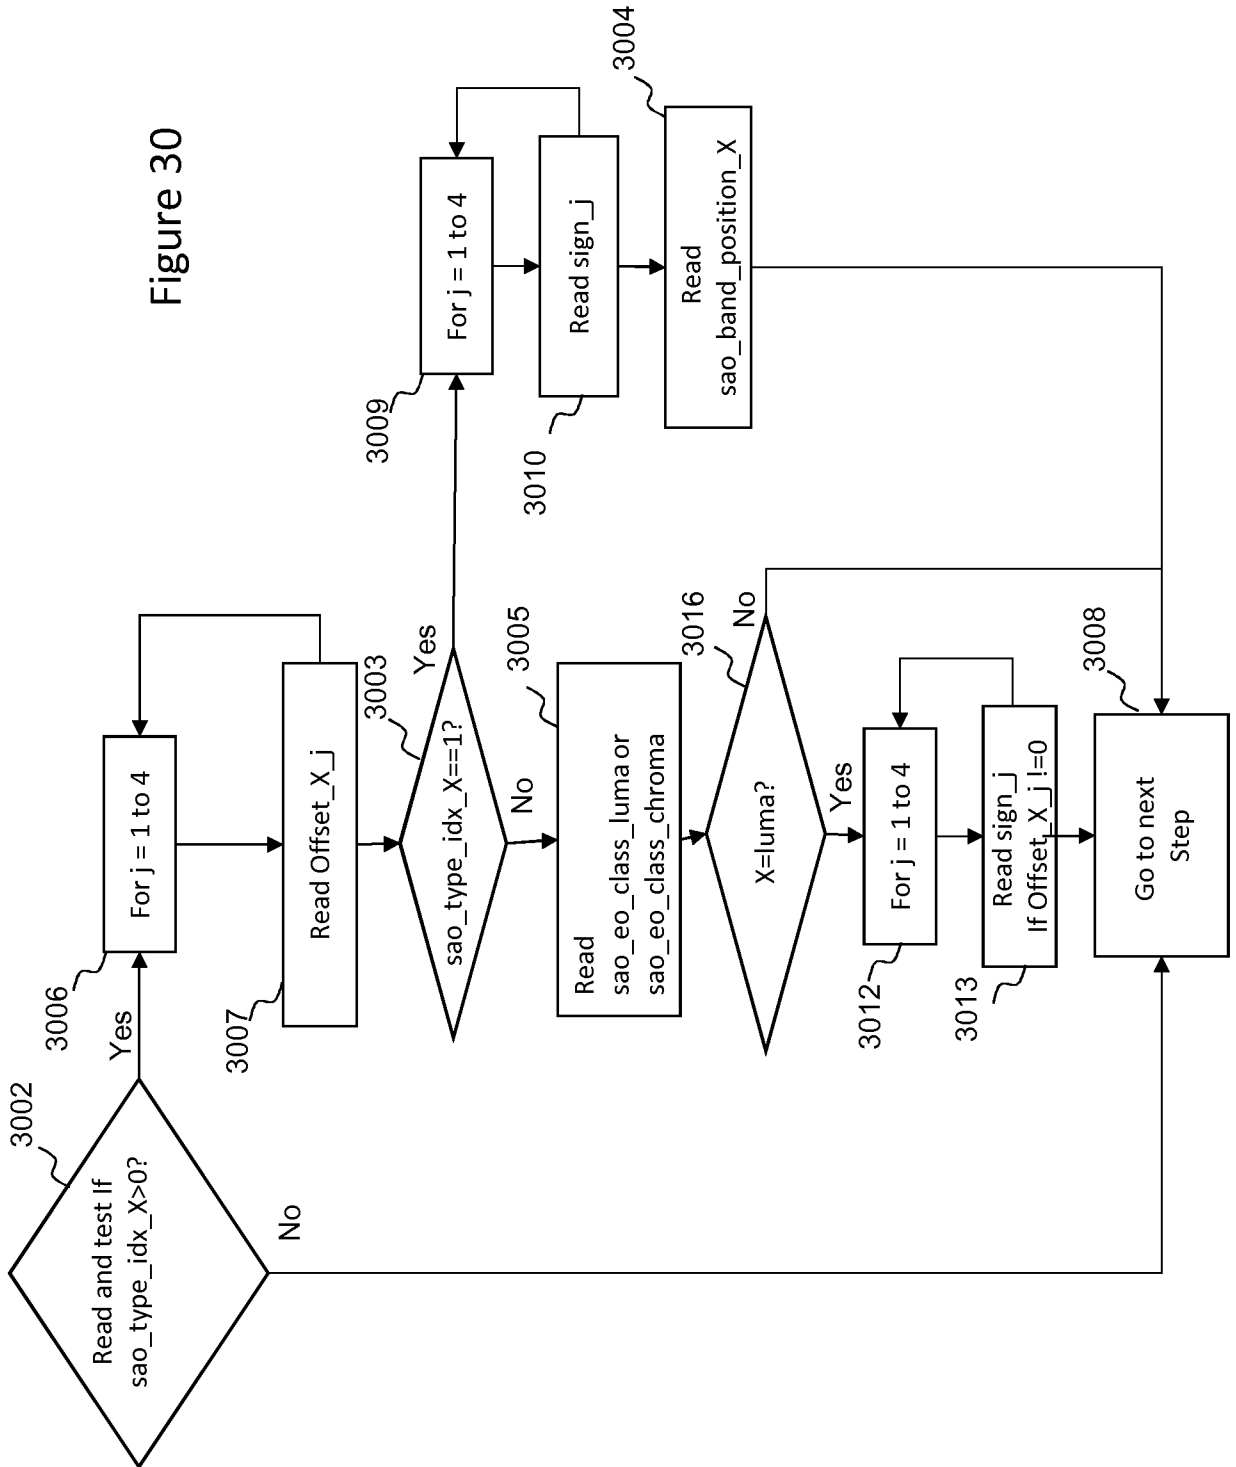 Figure 30
3002
Read and test If
sao_type_idx_X>0?
Yes
No
3006
For j = 1 to 4
3007
Read Offset_X_j
3003
sao_type_idx_X==1?
Yes
No
3009
For j = 1 to 4
3010
Read sign_j
3004
Read
sao_band_position_X
3005
Read
sao_eo_class_luma or
sao_eo_class_chroma
3016
X=luma?
No
Yes
3012
For j = 1 to 4
3013
Read sign_j
If Offset_X_j !=0
3008
Go to next
Step